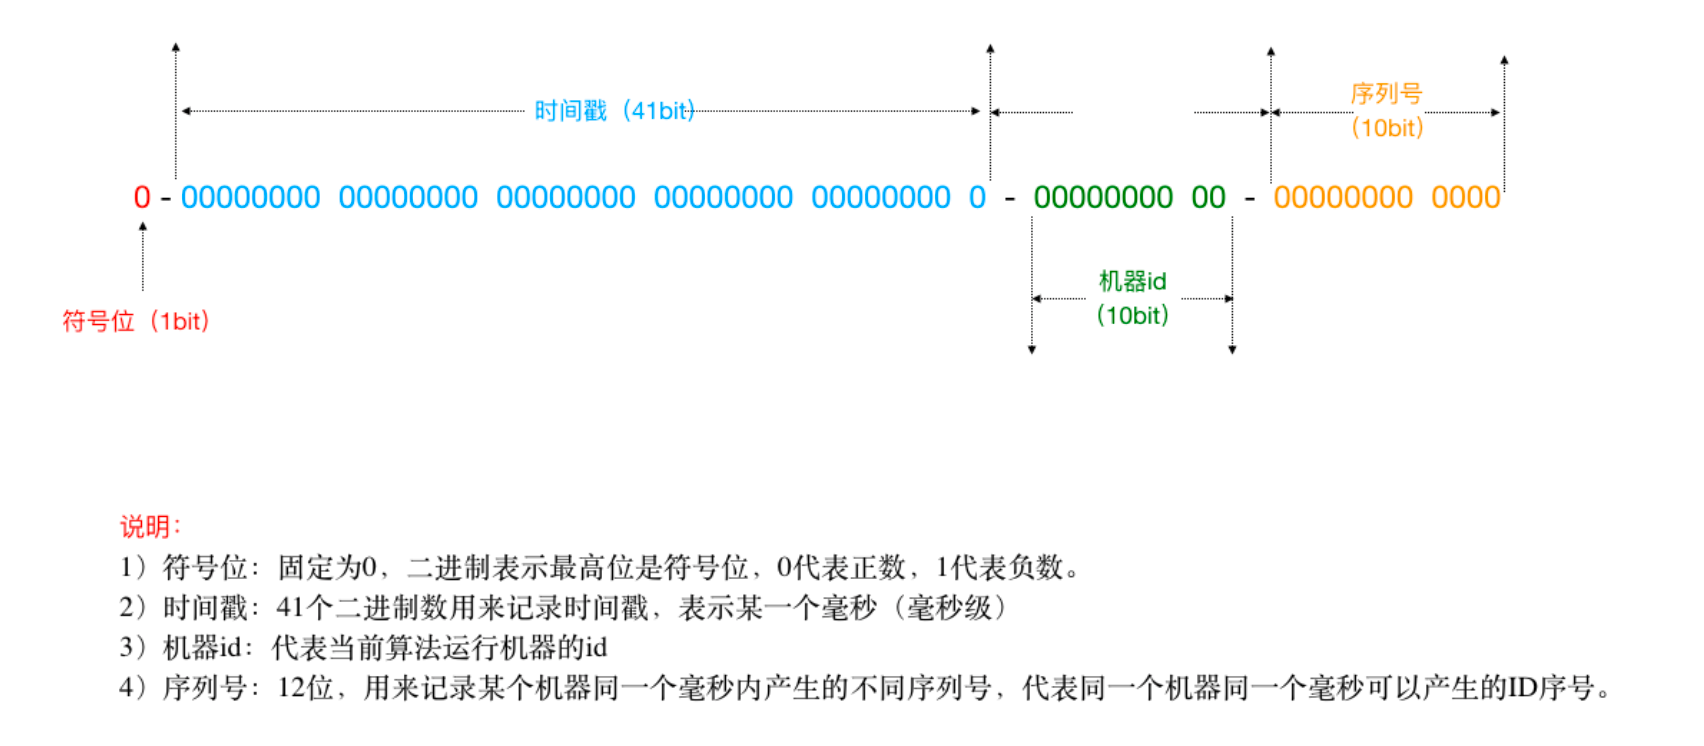 时间戳（41bit）
序列号
（10bit）
0 - 00000000 00000000 00000000 00000000 00000000 0 - 00000000 00 - 00000000 0000
机器id
（10bit）
符号位（1bit）
说明：
1）符号位：固定为0，二进制表示最高位是符号位，0代表正数，1代表负数。
2）时间戳：41个二进制数用来记录时间戳，表示某一个毫秒（毫秒级）
3）机器id：代表当前算法运行机器的id
4）序列号：12位，用来记录某个机器同一个毫秒内产生的不同序列号，代表同一个机器同一个毫秒可以产生的ID序号。